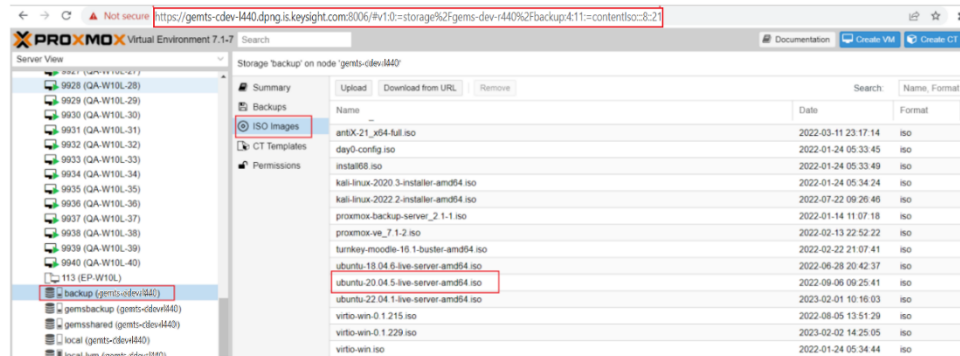 Not secure https://gemts-cdev-l440.dpng.is.keysight.com:8006/#v1:0:=storage%2Fgems-dev-r440%2Fbackup:4:11:=contentIso:::8::21
PROXMOX Virtual Environment 7.1-7 Search Documentation Create VM Create CT
Server View
Storage 'backup' on node 'gemts-cdev-l440'
9927 (QA-W10L-27)
9928 (QA-W10L-28)
9929 (QA-W10L-29)
9930 (QA-W10L-30)
9931 (QA-W10L-31)
9932 (QA-W10L-32)
9933 (QA-W10L-33)
9934 (QA-W10L-34)
9935 (QA-W10L-35)
9936 (QA-W10L-36)
9937 (QA-W10L-37)
9938 (QA-W10L-38)
9939 (QA-W10L-39)
9940 (QA-W10L-40)
113 (EP-W10L)
backup (gemts-cdev-l440)
gemsbackup (gemts-cdev-l440)
gemsshared (gemts-cdev-l440)
local (gemts-cdev-l440)
Summary
Backups
ISO Images
CT Templates
Permissions
Upload Download from URL Remove Search: Name, Format
Name Date Format
antiX-21_x64-full.iso 2022-03-11 23:17:14 iso
day0-config.iso 2022-01-24 05:33:45 iso
install68.iso 2022-01-24 05:33:49 iso
kali-linux-2020.3-installer-amd64.iso 2022-01-24 05:34:24 iso
kali-linux-2022.2-installer-amd64.iso 2022-07-22 09:26:46 iso
proxmox-backup-server_2.1-1.iso 2022-01-14 11:07:18 iso
proxmox-ve_7.1-2.iso 2022-02-13 22:52:22 iso
turnkey-moodle-16.1-buster-amd64.iso 2022-02-22 21:07:41 iso
ubuntu-18.04.6-live-server-amd64.iso 2022-06-28 20:42:37 iso
ubuntu-20.04.5-live-server-amd64.iso 2022-09-06 09:25:41 iso
ubuntu-22.04.1-live-server-amd64.iso 2023-02-01 10:16:03 iso
virtio-win-0.1.215.iso 2022-08-05 13:51:29 iso
virtio-win-0.1.229.iso 2023-02-02 14:25:05 iso
virtio-win.iso 2022-01-24 05:34:44 iso